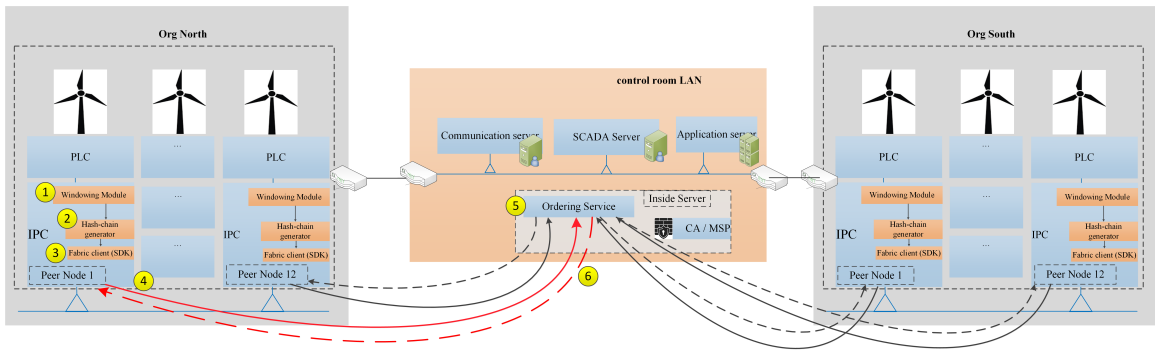 Org North
PLC
...
PLC
1
Windowing Module
...
Windowing Module
2
Hash-chain
generator
Hash-chain
generator
IPC
...
IPC
3
Fabric client (SDK)
Fabric client (SDK)
Peer Node 1
4
Peer Node 12
control room LAN
Communication server
SCADA Server
Application server
5
Ordering Service
Inside Server
CA / MSP
6
Org South
PLC
...
PLC
Windowing Module
...
Windowing Module
Hash-chain
generator
Hash-chain
generator
IPC
...
IPC
Fabric client (SDK)
Fabric client (SDK)
Peer Node 1
Peer Node 12